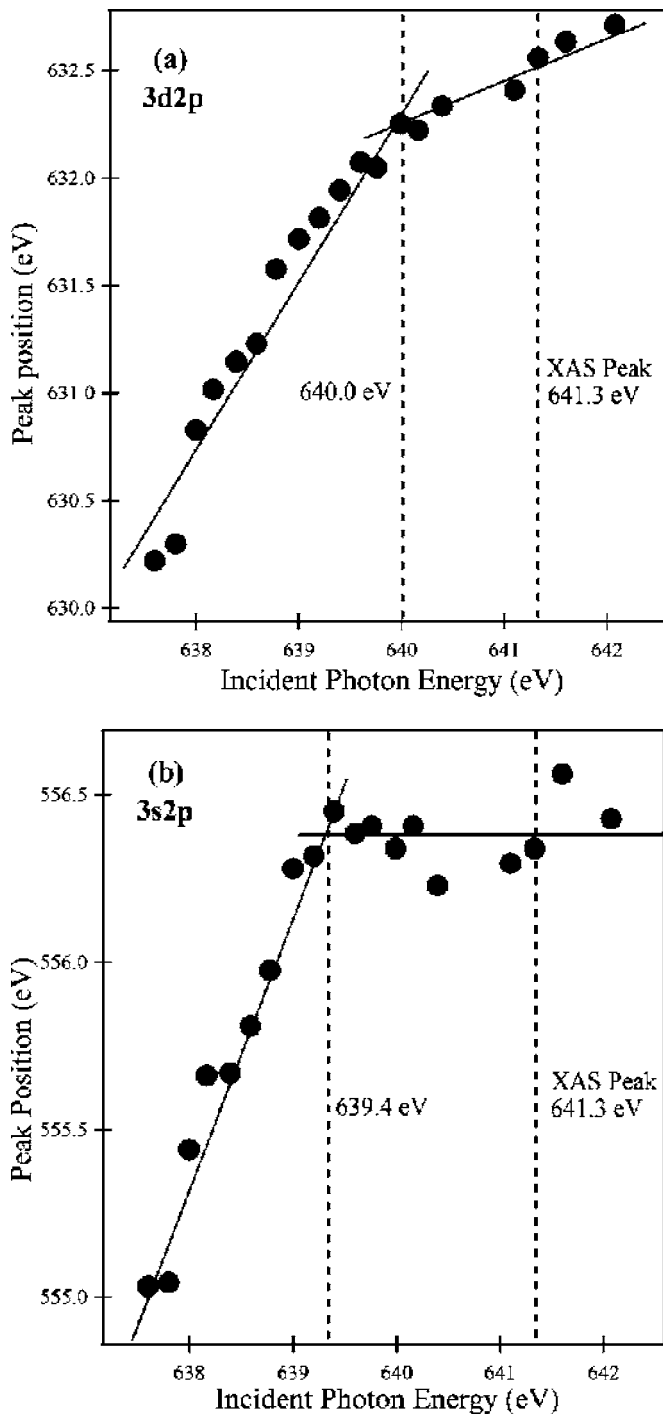 (a)
3d2p
632.5
632.0
631.5
631.0
630.5
630.0
Peak position (eV)
640.0 eV
XAS Peak
641.3 eV
638
639
640
641
642
Incident Photon Energy (eV)
(b)
3s2p
556.5
556.0
555.5
555.0
Peak Position (eV)
639.4 eV
XAS Peak
641.3 eV
638
639
640
641
642
Incident Photon Energy (eV)